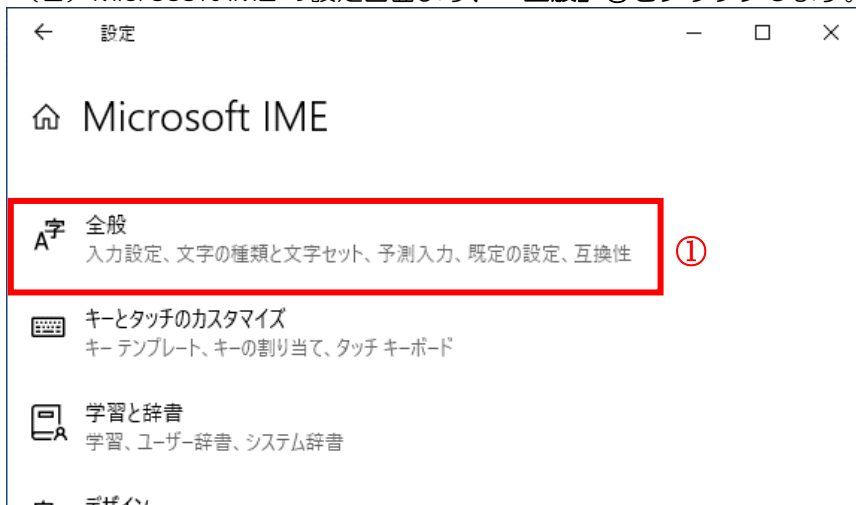 設定
Microsoft IME
全般
入力設定、文字の種類と文字セット、予測入力、既定の設定、互換性
①
キーとタッチのカスタマイズ
キー テンプレート、キーの割り当て、タッチ キーボード
学習と辞書
学習、ユーザー辞書、システム辞書
デザイン